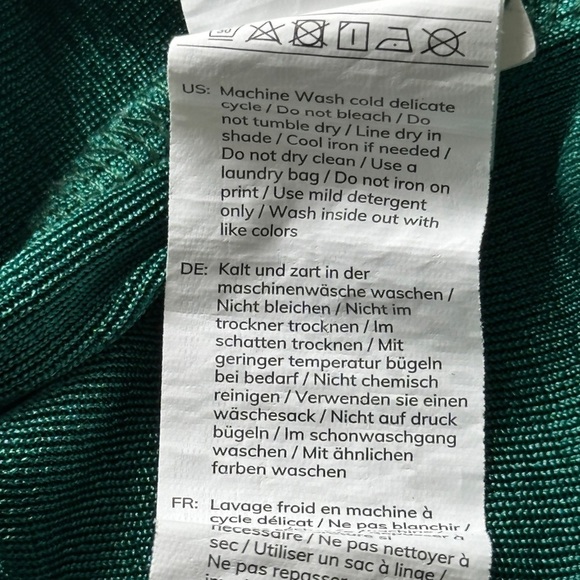 30
US: Machine Wash cold delicate
cycle / Do not bleach / Do
not tumble dry / Line dry in
shade / Cool iron if needed /
Do not dry clean / Use a
laundry bag / Do not iron on
print / Use mild detergent
only / Wash inside out with
like colors
DE: Kalt und zart in der
maschinenwäsche waschen /
Nicht bleichen / Nicht im
trockner trocknen / Im
schatten trocknen / Mit
geringer temperatur bügeln
bei bedarf / Nicht chemisch
reinigen / Verwenden sie einen
wäschesack / Nicht auf druck
bügeln / Im schonwaschgang
waschen / Mit ähnlichen
farben waschen
FR: Lavage froid en machine à
cycle délicat / Ne pas blanchir /
si
nécessaire / Ne pas nettoyer à
sec / Utiliser un sac à linge /
Ne pas repasser